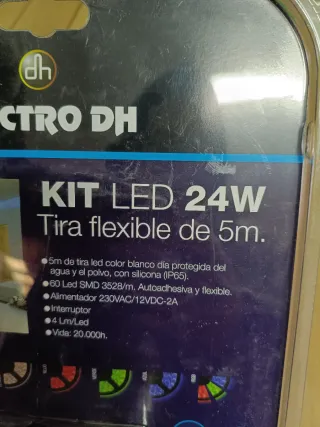 dh
CTRO DH
KIT LED 24W
Tira flexible de 5m.
5m de tira led color blanco día protegida del
agua y el polvo, con silicona (IP65).
60 Led SMD 3528/m, Autoadhesiva y flexible.
Alimentador 230VAC/12VDC-2A
Interruptor
4 Lm/Led
Vida: 20.000h.